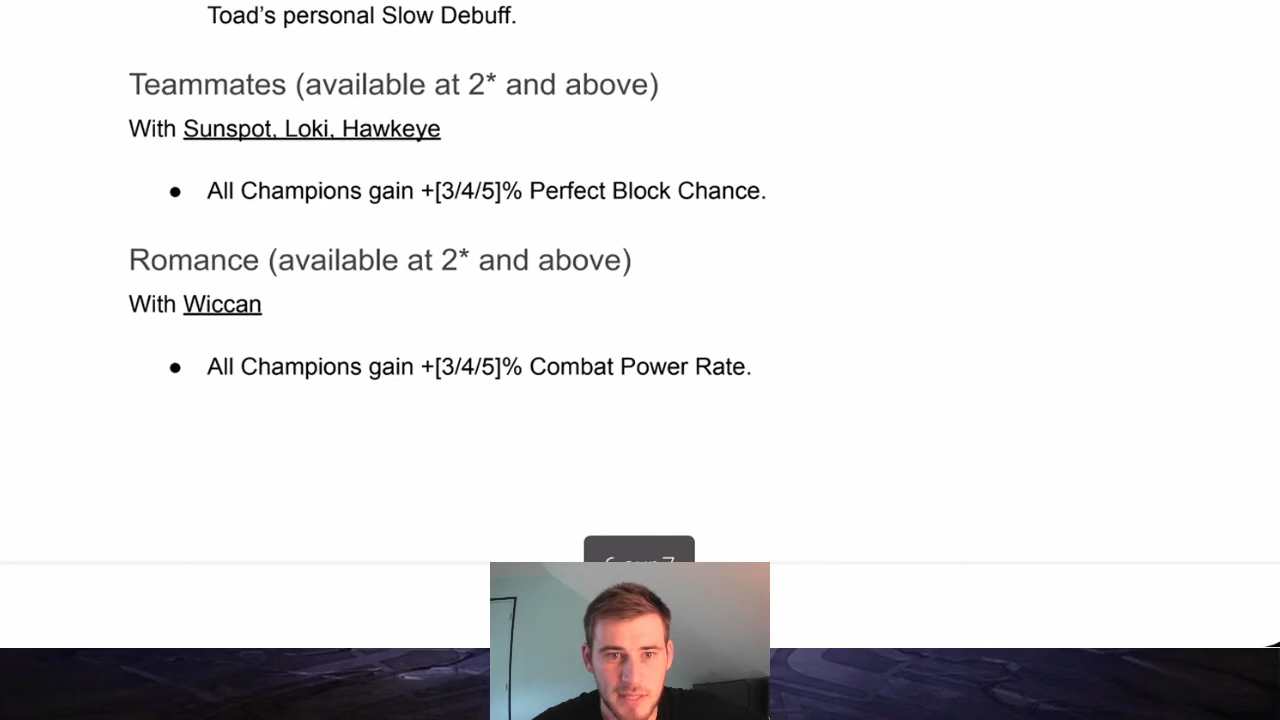 Toad’s personal Slow Debuff.
Teammates (available at 2* and above)
With Sunspot, Loki, Hawkeye
● All Champions gain +[3/4/5]% Perfect Block Chance.
Romance (available at 2* and above)
With Wiccan
● All Champions gain +[3/4/5]% Combat Power Rate.